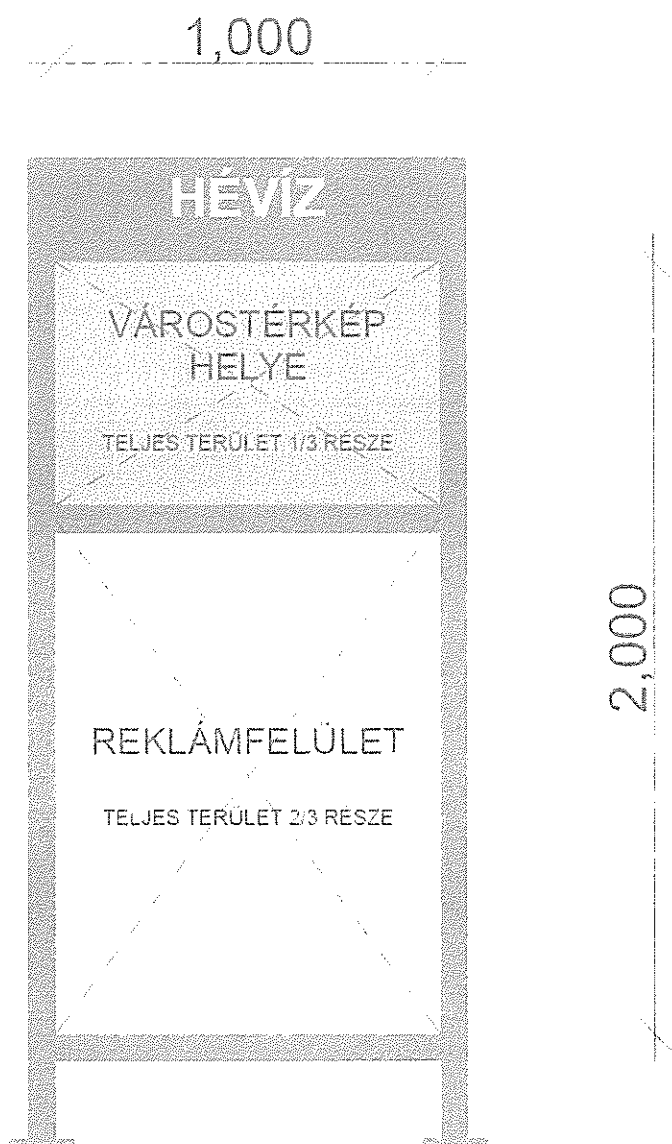 1,000
HÉVÍZ
VÁROSTÉRKÉP
HELYE
TELJES TERÜLET 1/3 RÉSZE
2,000
REKLÁMFELÜLET
TELJES TERÜLET 2/3 RÉSZE